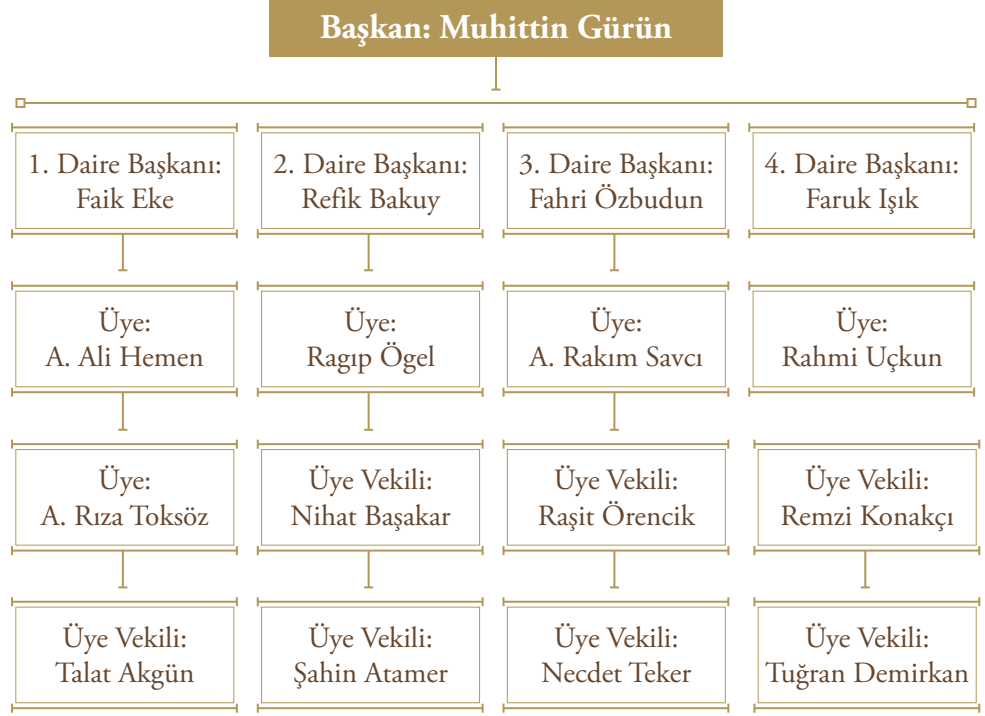 Başkan: Muhittin Gürün
1. Daire Başkanı:
Faik Eke
2. Daire Başkanı:
Refik Bakuy
3. Daire Başkanı:
Fahri Özbudun
4. Daire Başkanı:
Faruk Işık
Üye:
A. Ali Hemen
Üye:
Ragıp Ögel
Üye:
A. Rakım Savcı
Üye:
Rahmi Uçkun
Üye:
A. Rıza Toksöz
Üye Vekili:
Nihat Başakar
Üye Vekili:
Raşit Örencik
Üye Vekili:
Remzi Konakçı
Üye Vekili:
Talat Akgün
Üye Vekili:
Şahin Atamer
Üye Vekili:
Necdet Teker
Üye Vekili:
Tuğran Demirkan